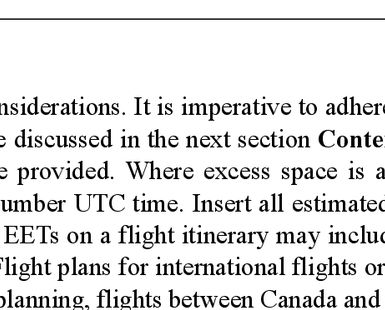 nsiderations. It is imperative to adhere
discussed in the next section Conte
provided. Where excess space is a
umber UTC time. Insert all estimated
EETs on a flight itinerary may includ
Flight plans for international flights or
planning, flights between Canada and